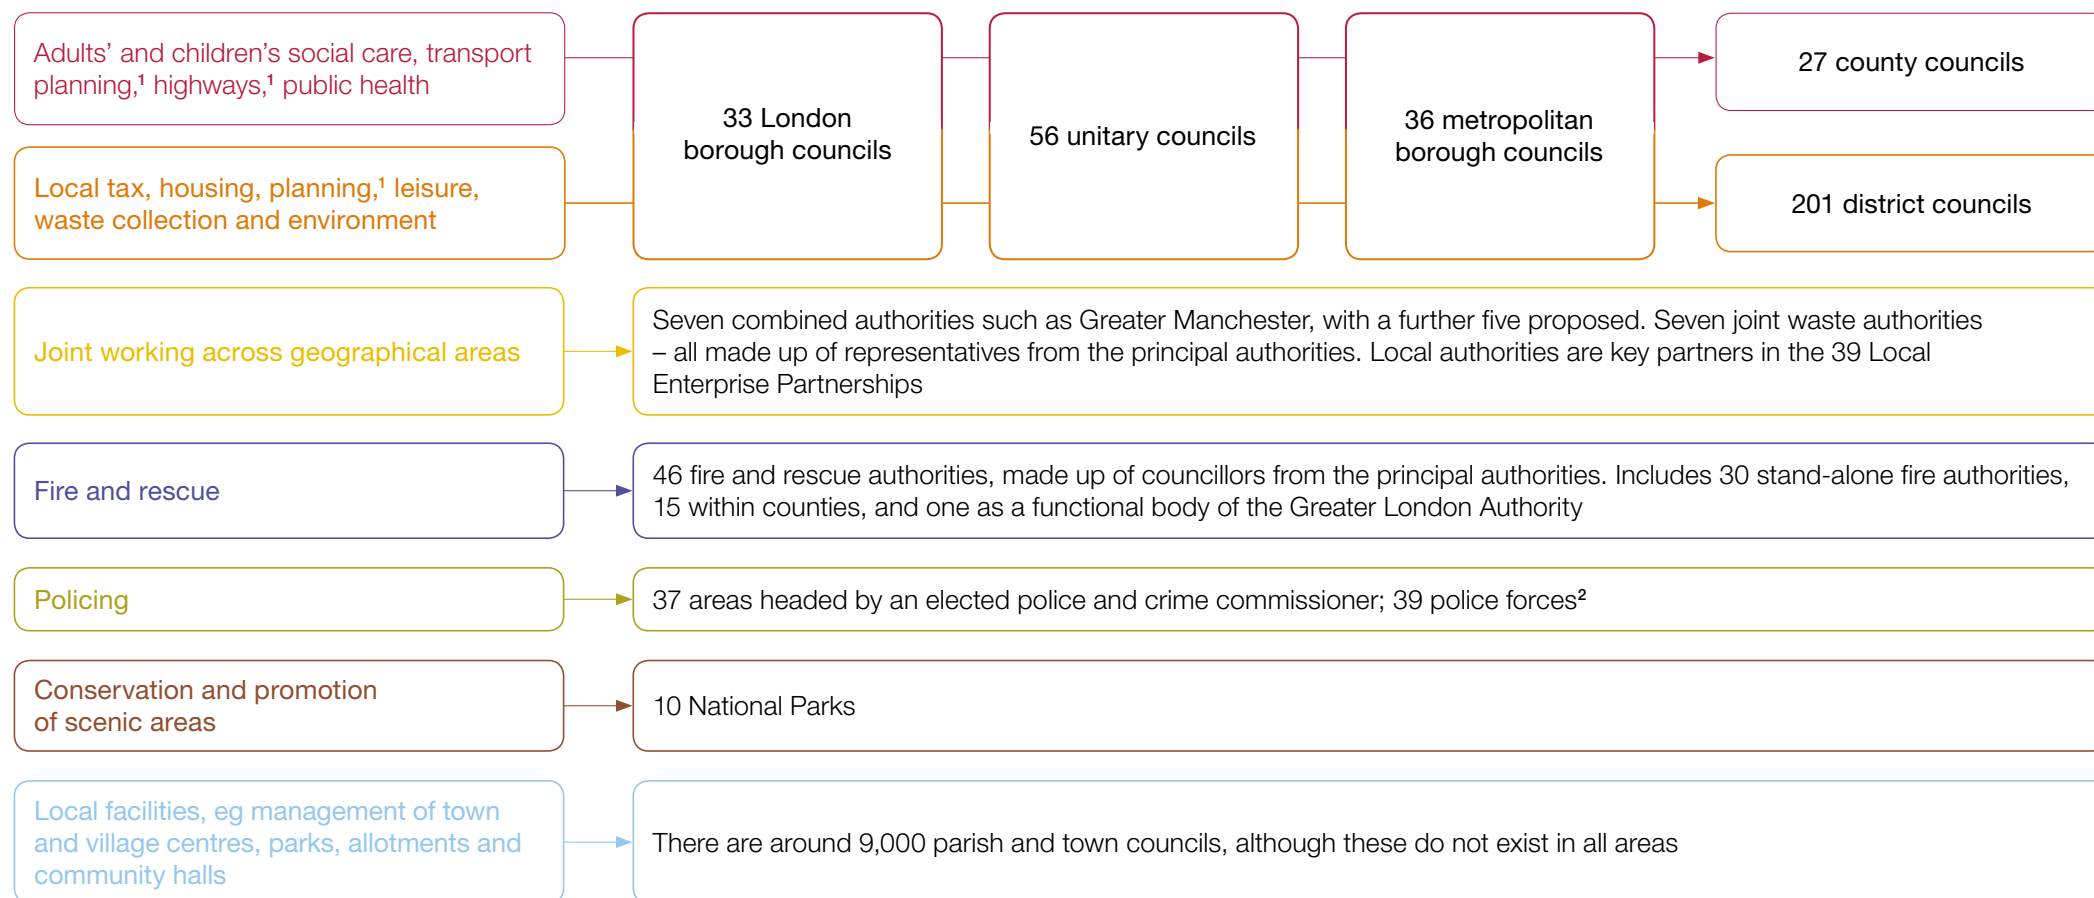 Adults’ and children’s social care, transport
planning,¹ highways,¹ public health
33 London
borough councils
56 unitary councils
36 metropolitan
borough councils
27 county councils
Local tax, housing, planning,¹ leisure,
waste collection and environment
201 district councils
Joint working across geographical areas
Seven combined authorities such as Greater Manchester, with a further five proposed. Seven joint waste authorities
– all made up of representatives from the principal authorities. Local authorities are key partners in the 39 Local
Enterprise Partnerships
Fire and rescue
46 fire and rescue authorities, made up of councillors from the principal authorities. Includes 30 stand-alone fire authorities,
15 within counties, and one as a functional body of the Greater London Authority
Policing
37 areas headed by an elected police and crime commissioner; 39 police forces²
Conservation and promotion
of scenic areas
10 National Parks
Local facilities, eg management of town
and village centres, parks, allotments and
community halls
There are around 9,000 parish and town councils, although these do not exist in all areas